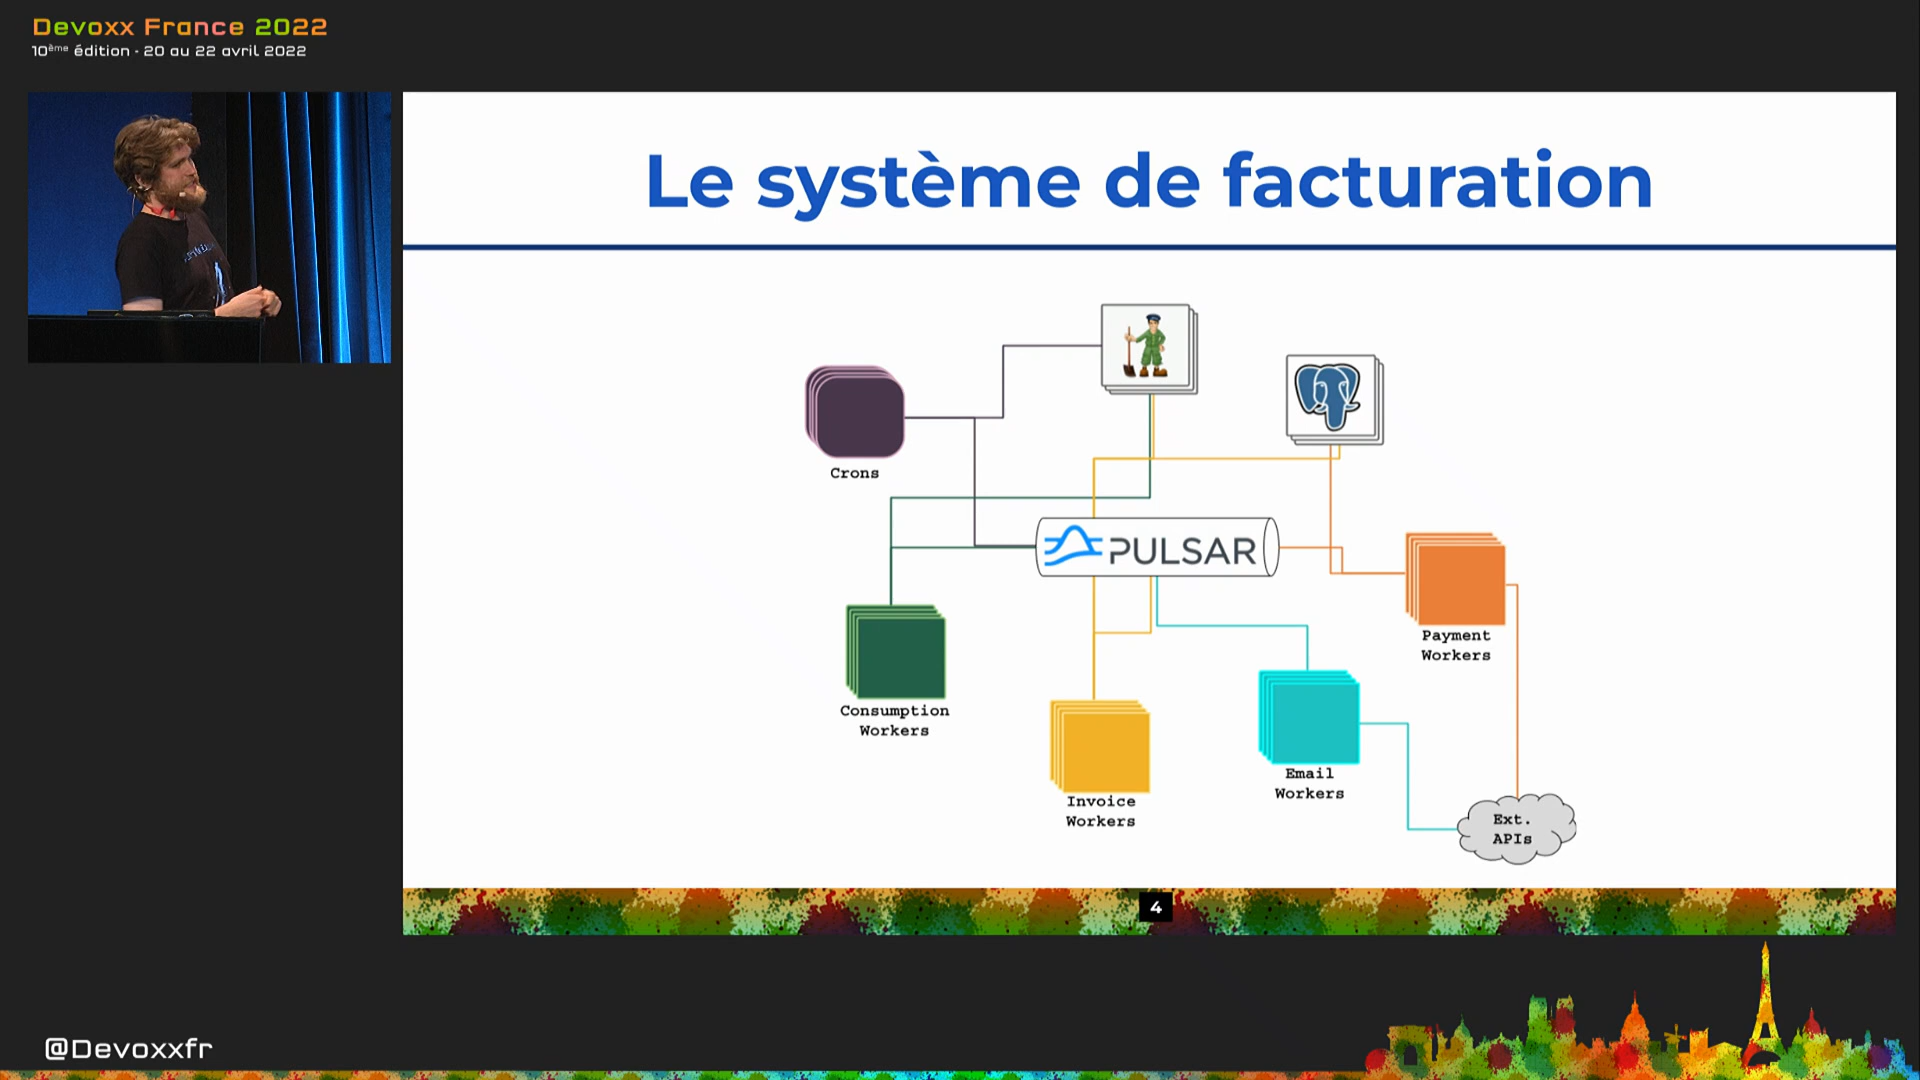 Devoxx France 2022
10ème édition - 20 au 22 avril 2022
Le système de facturation
Crons
PULSAR
Payment
Workers
Consumption
Workers
Email
Workers
Invoice
Workers
Ext.
APIs
4
@Devoxxfr